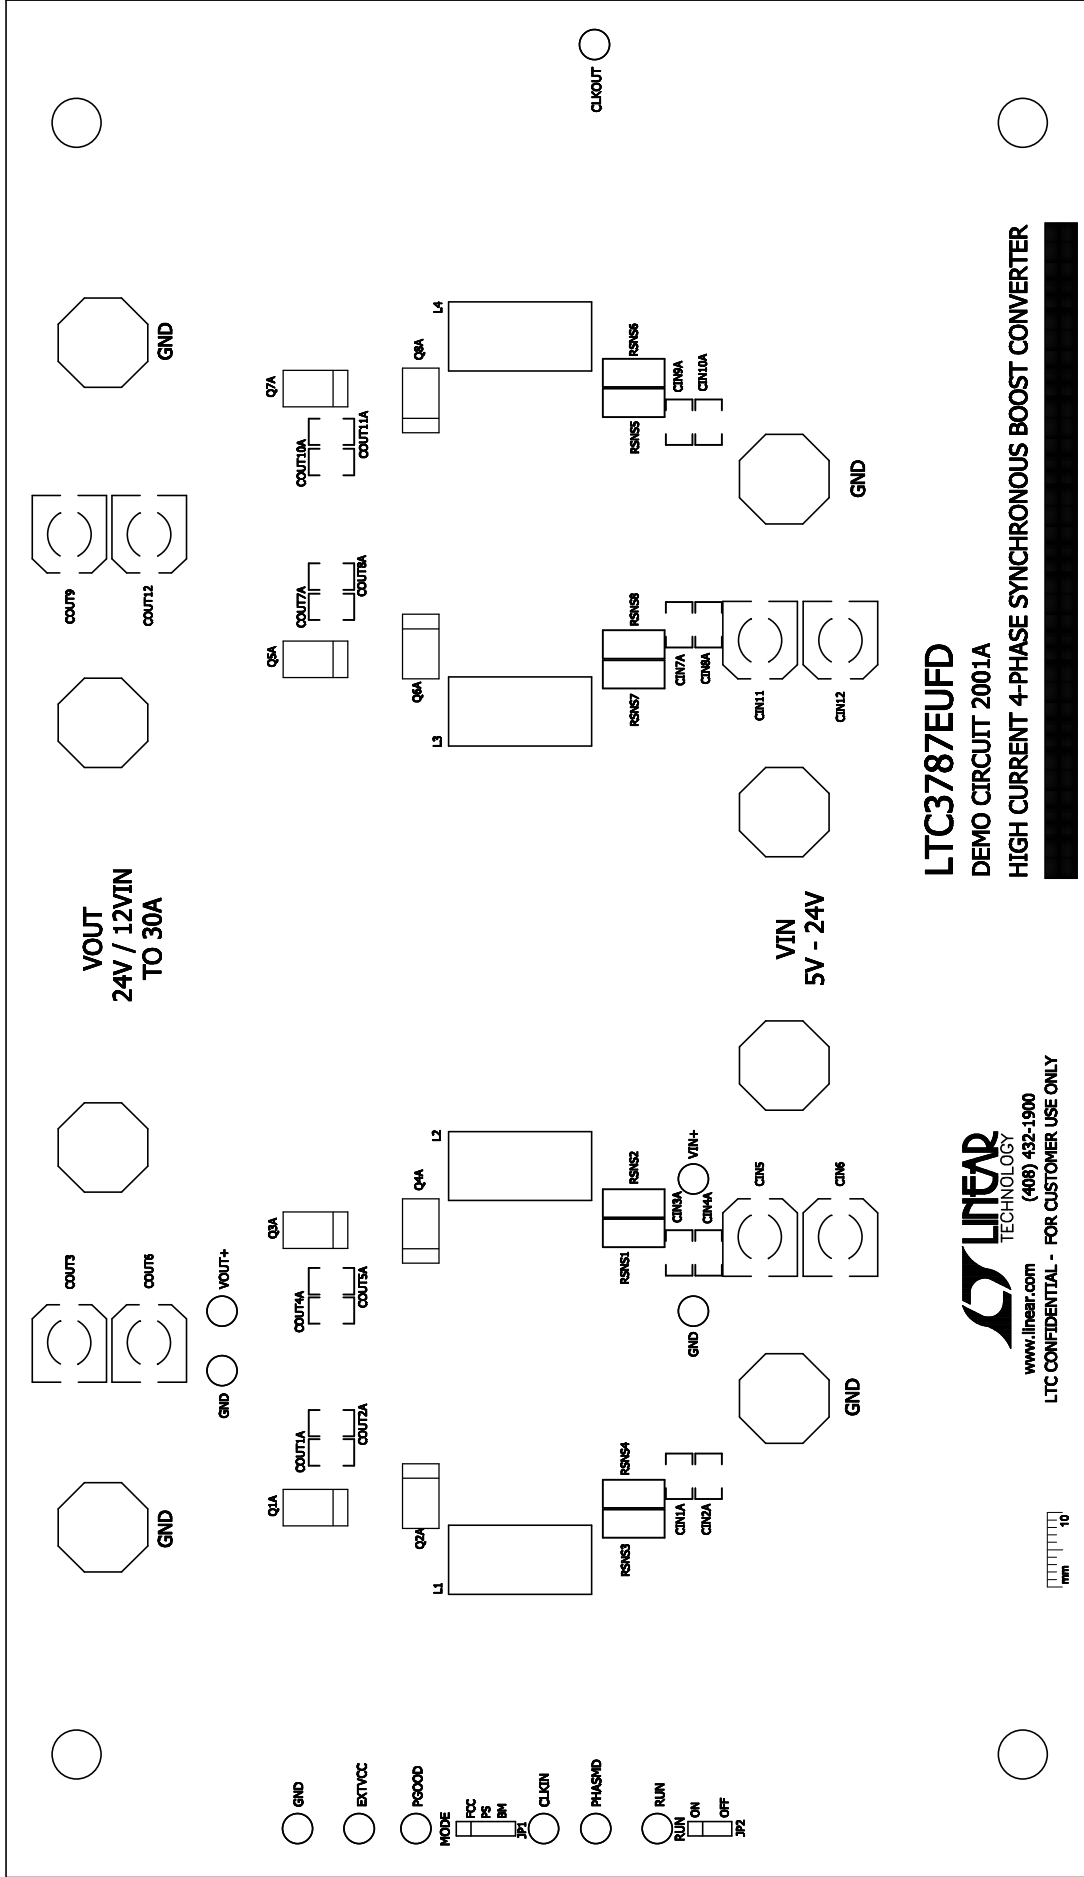 CLKOUT
GND
L4
Q8A
Q7A
RSNS6
CIN9A
CIN10A
COUT10A
COUT11A
RSNS5
GND
COUT9
COUT12
COUT7A
COUT8A
Q5A
Q6A
RSNS8
CIN7A
CIN8A
RSNS7
CIN11
CIN12
L3
VOUT
24V / 12VIN
TO 30A
VIN
5V - 24V
LTC3787EUFD
DEMO CIRCUIT 2001A
HIGH CURRENT 4-PHASE SYNCHRONOUS BOOST CONVERTER
L2
Q4A
Q3A
RSNS2
VIN+
CIN3A
CIN4A
CIN5
CIN6
COUT3
COUT6
VOUT+
COUT4A
COUT5A
RSNS1
GND
GND
GND
COUT1A
COUT2A
Q1A
Q2A
RSNS4
CIN1A
CIN2A
RSNS3
L1
GND
LINEAR
TECHNOLOGY
www.linear.com (408) 432-1900
LTC CONFIDENTIAL - FOR CUSTOMER USE ONLY
mm 10
GND
EXTVCC
PGOOD
MODE
FCC
PS
BM
JP1
CLKIN
PHASMD
RUN
RUN
ON
OFF
JP2